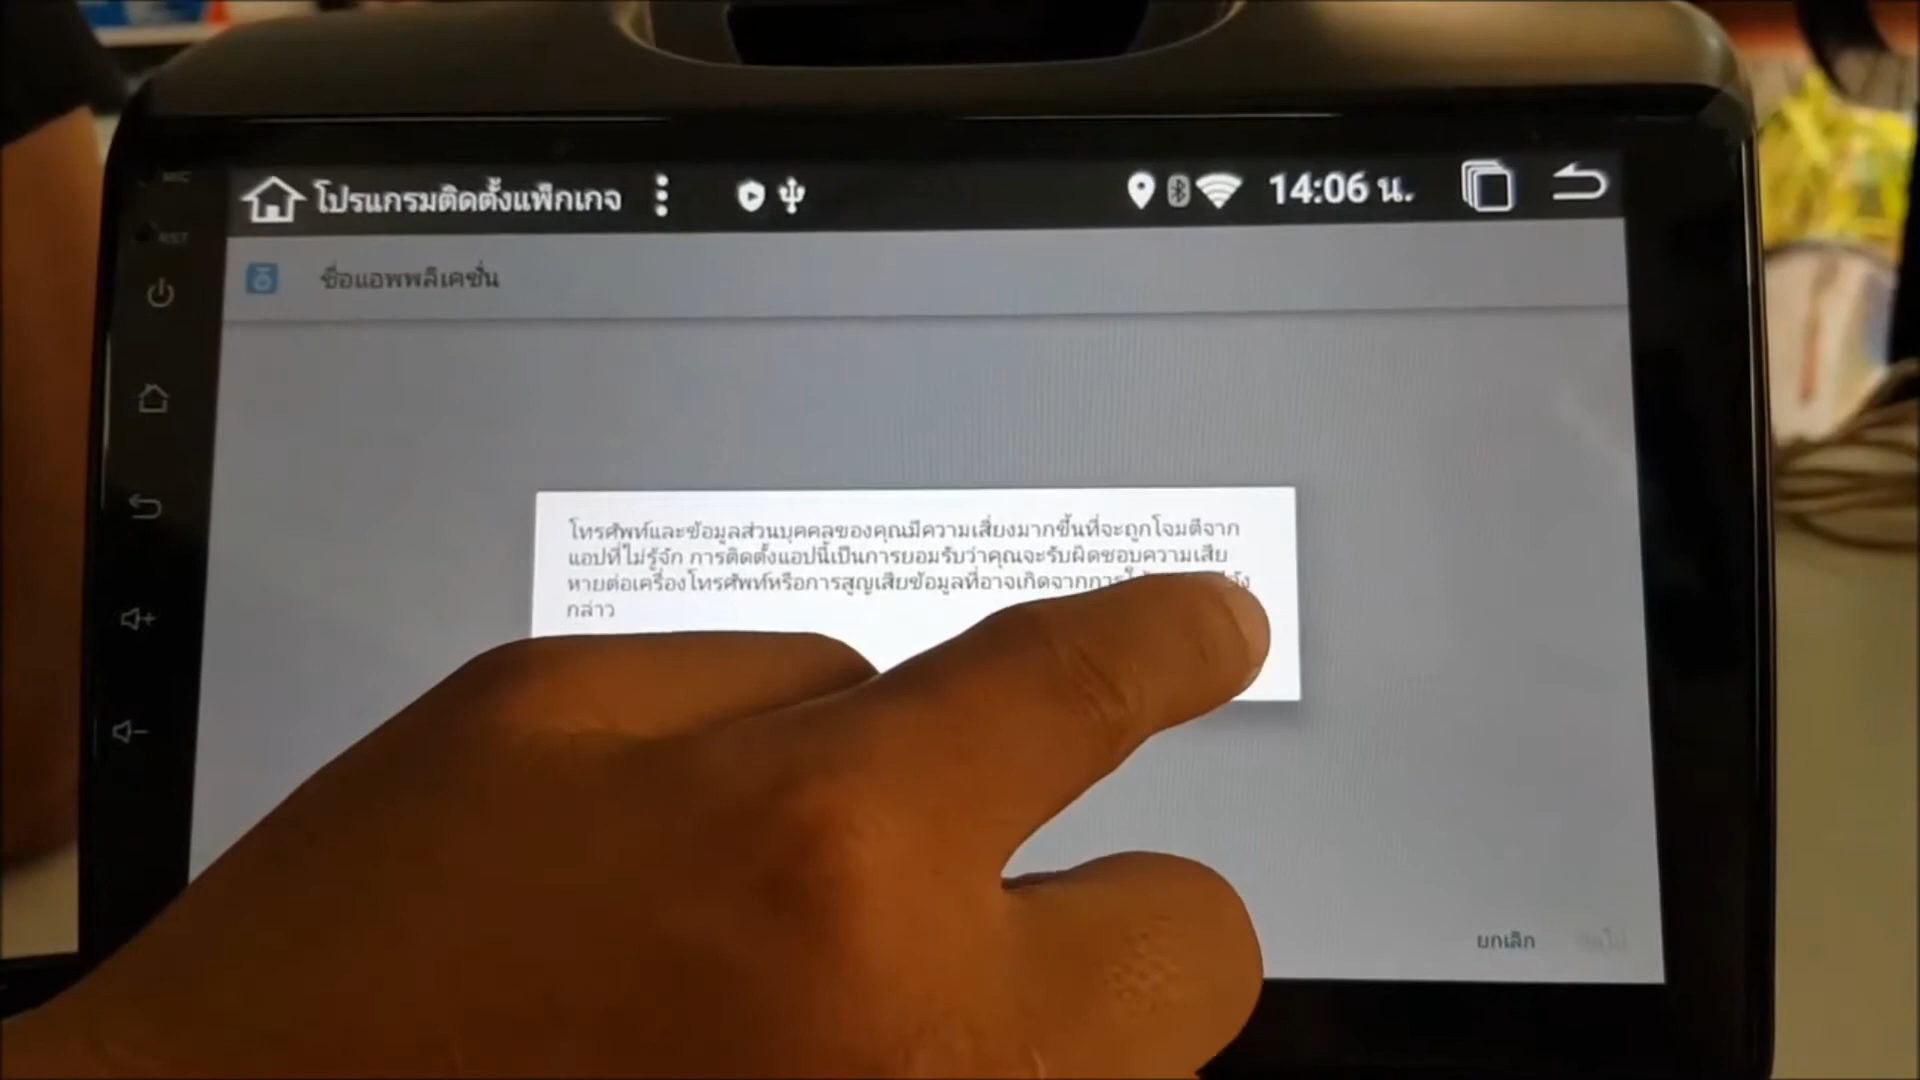 MIC
RST
โปรแกรมติดตั้งแพ็กเกจ
14:06 น.
ชื่อแอพพลิเคชั่น
โทรศัพท์และข้อมูลส่วนบุคคลของคุณมีความเสี่ยงมากขึ้นที่จะถูกโจมตีจาก
แอปที่ไม่รู้จัก การติดตั้งแอปนี้เป็นการยอมรับว่าคุณจะรับผิดชอบความเสีย
หายต่อเครื่องโทรศัพท์หรือการสูญเสียข้อมูลที่อาจเกิดจากการ
กล่าว
ยกเลิก